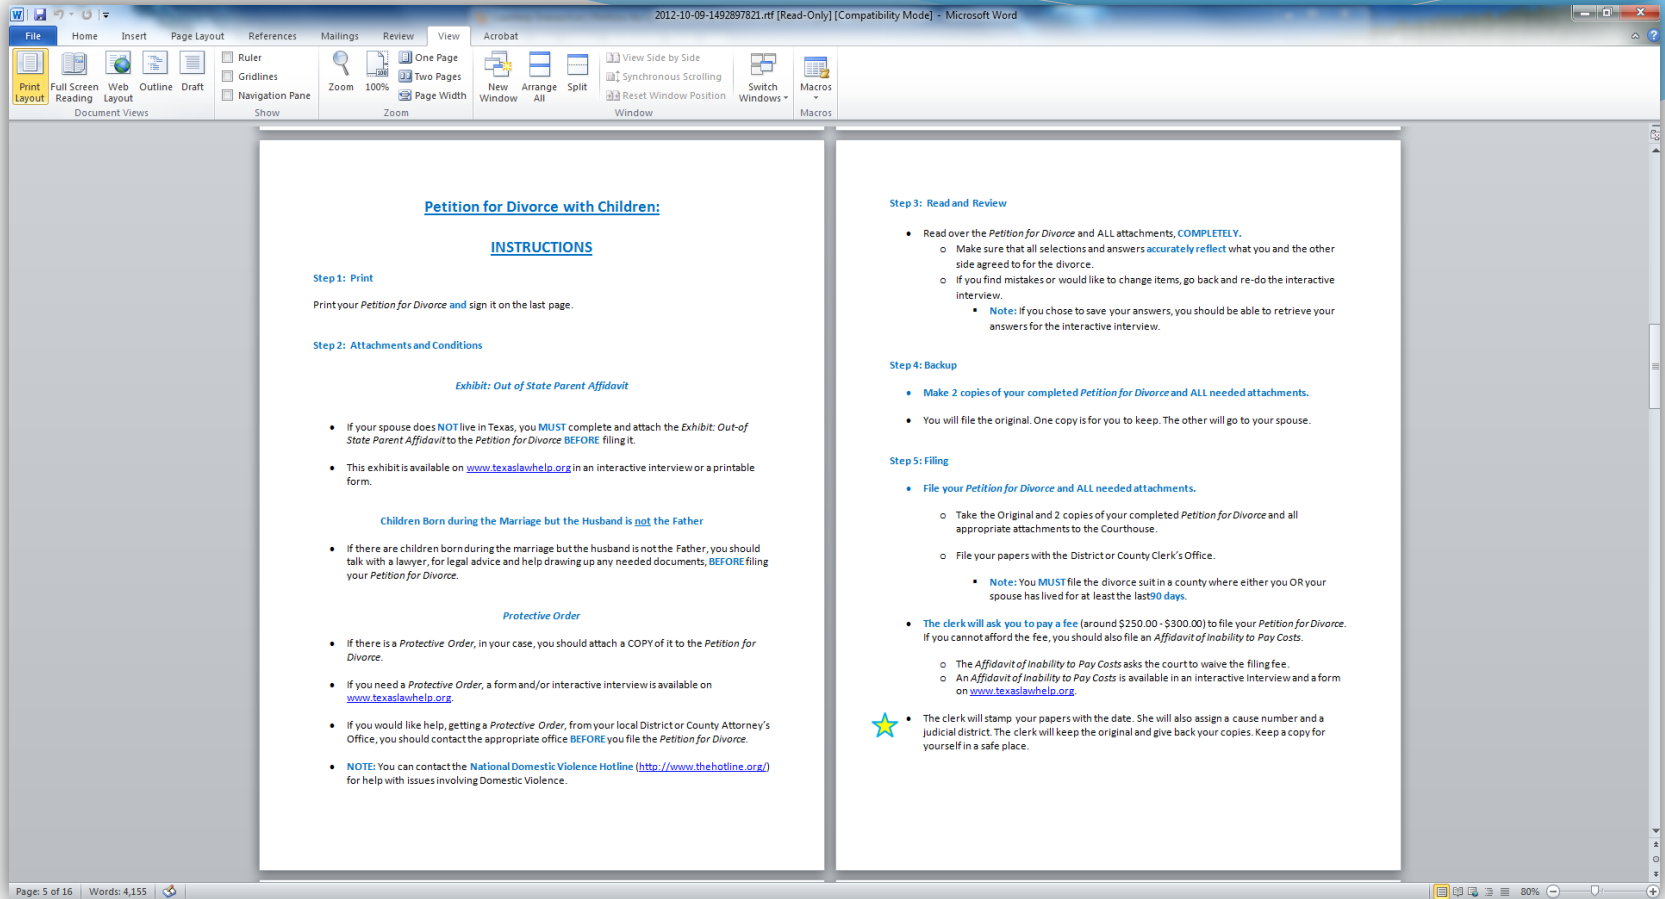 2012-10-09-1492897821.rtf [Read-Only] [Compatibility Mode] - Microsoft Word
File Home Insert Page Layout References Mailings Review View Acrobat
Print Layout
Full Screen Reading
Web Layout
Outline
Draft
Document Views
Ruler
Gridlines
Navigation Pane
Show
Zoom
100%
One Page
Two Pages
Page Width
Zoom
New Window
Arrange All
Split
View Side by Side
Synchronous Scrolling
Reset Window Position
Window
Switch Windows
Macros
Macros
Petition for Divorce with Children:
INSTRUCTIONS
Step 1: Print
Print your Petition for Divorce and sign it on the last page.
Step 2: Attachments and Conditions
Exhibit: Out of State Parent Affidavit
• If your spouse does NOT live in Texas, you MUST complete and attach the Exhibit: Out-of
State Parent Affidavit to the Petition for Divorce BEFORE filing it.
• This exhibit is available on www.texaslawhelp.org in an interactive interview or a printable
form.
Children Born during the Marriage but the Husband is not the Father
• If there are children born during the marriage but the husband is not the Father, you should
talk with a lawyer, for legal advice and help drawing up any needed documents, BEFORE filing
your Petition for Divorce.
Protective Order
• If there is a Protective Order, in your case, you should attach a COPY of it to the Petition for
Divorce.
• If you need a Protective Order, a form and/or interactive interview is available on
www.texaslawhelp.org.
• If you would like help, getting a Protective Order, from your local District or County Attorney's
Office, you should contact the appropriate office BEFORE you file the Petition for Divorce.
• NOTE: You can contact the National Domestic Violence Hotline (http://www.thehotline.org/)
for help with issues involving Domestic Violence.
Step 3: Read and Review
• Read over the Petition for Divorce and ALL attachments, COMPLETELY.
o Make sure that all selections and answers accurately reflect what you and the other
side agreed to for the divorce.
o If you find mistakes or would like to change items, go back and re-do the interactive
interview.
▪ Note: If you chose to save your answers, you should be able to retrieve your
answers for the interactive interview.
Step 4: Backup
• Make 2 copies of your completed Petition for Divorce and ALL needed attachments.
• You will file the original. One copy is for you to keep. The other will go to your spouse.
Step 5: Filing
• File your Petition for Divorce and ALL needed attachments.
o Take the Original and 2 copies of your completed Petition for Divorce and all
appropriate attachments to the Courthouse.
o File your papers with the District or County Clerk's Office.
▪ Note: You MUST file the divorce suit in a county where either you OR your
spouse has lived for at least the last 90 days.
• The clerk will ask you to pay a fee (around $250.00 - $300.00) to file your Petition for Divorce.
If you cannot afford the fee, you should also file an Affidavit of Inability to Pay Costs.
o The Affidavit of Inability to Pay Costs asks the court to waive the filing fee.
o An Affidavit of Inability to Pay Costs is available in an interactive Interview and a form
on www.texaslawhelp.org.
• The clerk will stamp your papers with the date. She will also assign a cause number and a
judicial district. The clerk will keep the original and give back your copies. Keep a copy for
yourself in a safe place.
Page: 5 of 16 Words: 4,155 80%